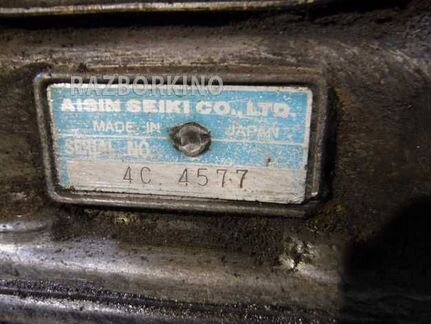 RAZBORKINO
AISIN SEIKI CO., LTD.
MADE IN JAPAN
SERIAL NO.
4C 4577